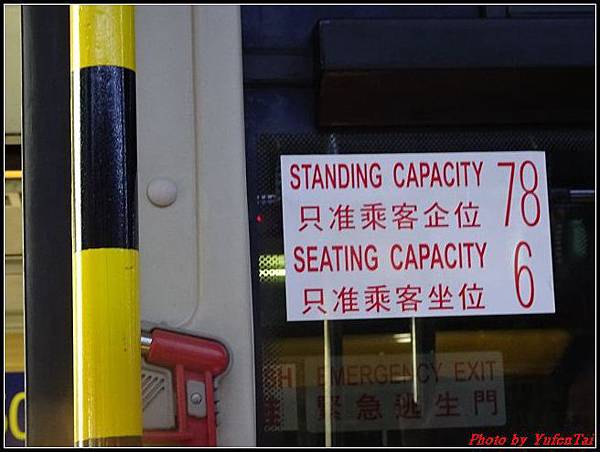 STANDING CAPACITY 78
只准乘客企位
SEATING CAPACITY 6
只准乘客坐位
EMERGENCY EXIT
緊急逃生門
Photo by YufenTai